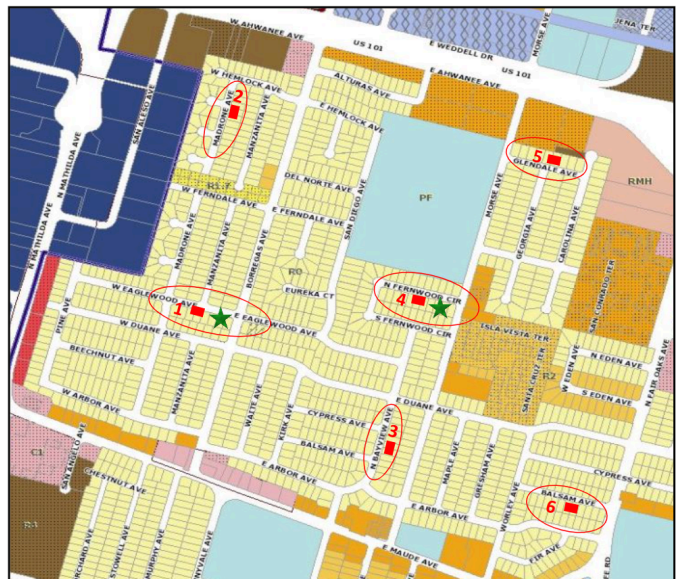 W AHWANEE AVE
US 101
E WEDDELL DR
MORSE AVE
JENA TER
US 101
W HEMLOCK AVE
ALTURAS AVE
E AHWANEE AVE
N MATHILDA AVE
SAN ALESO AVE
2
MADRONE AVE
MANZANITA AVE
E HEMLOCK AVE
5
GLENDALE AVE
RMH
DEL NORTE AVE
R1.7
W FERNDALE AVE
SAN DIEGO AVE
PF
MORSE AVE
GEORGIA AVE
CAROLINA AVE
N MATHILDA AVE
MADRONE AVE
MANZANITA AVE
BORREGAS AVE
E FERNDALE AVE
R0
EUREKA CT
N FERNWOOD CIR
4
SAN CONRADO TER
W EAGLEWOOD AVE
1
E EAGLEWOOD AVE
S FERNWOOD CIR
ISLA VISTA TER
PINE AVE
W DUANE AVE
BEECHNUT AVE
MANZANITA AVE
R2
SANTA CRUZ TER
W EDEN AVE
N EDEN AVE
S EDEN AVE
N FAIR OAKS AVE
W ARBOR AVE
WAITE AVE
KIRK AVE
CYPRESS AVE
E DUANE AVE
N BAYVIEW AVE
3
BALSAM AVE
MAPLE AVE
GRESHAM AVE
C1
SAN ANGELO AVE
E ARBOR AVE
CYPRESS AVE
CHESTNUT AVE
BALSAM AVE
6
WORLEY AVE
E ARBOR AVE
R4
E MAUDE AVE
FIR AVE
ORCHARD AVE
STOWELL AVE
MURPHY AVE
NYVALE AVE
TE RD